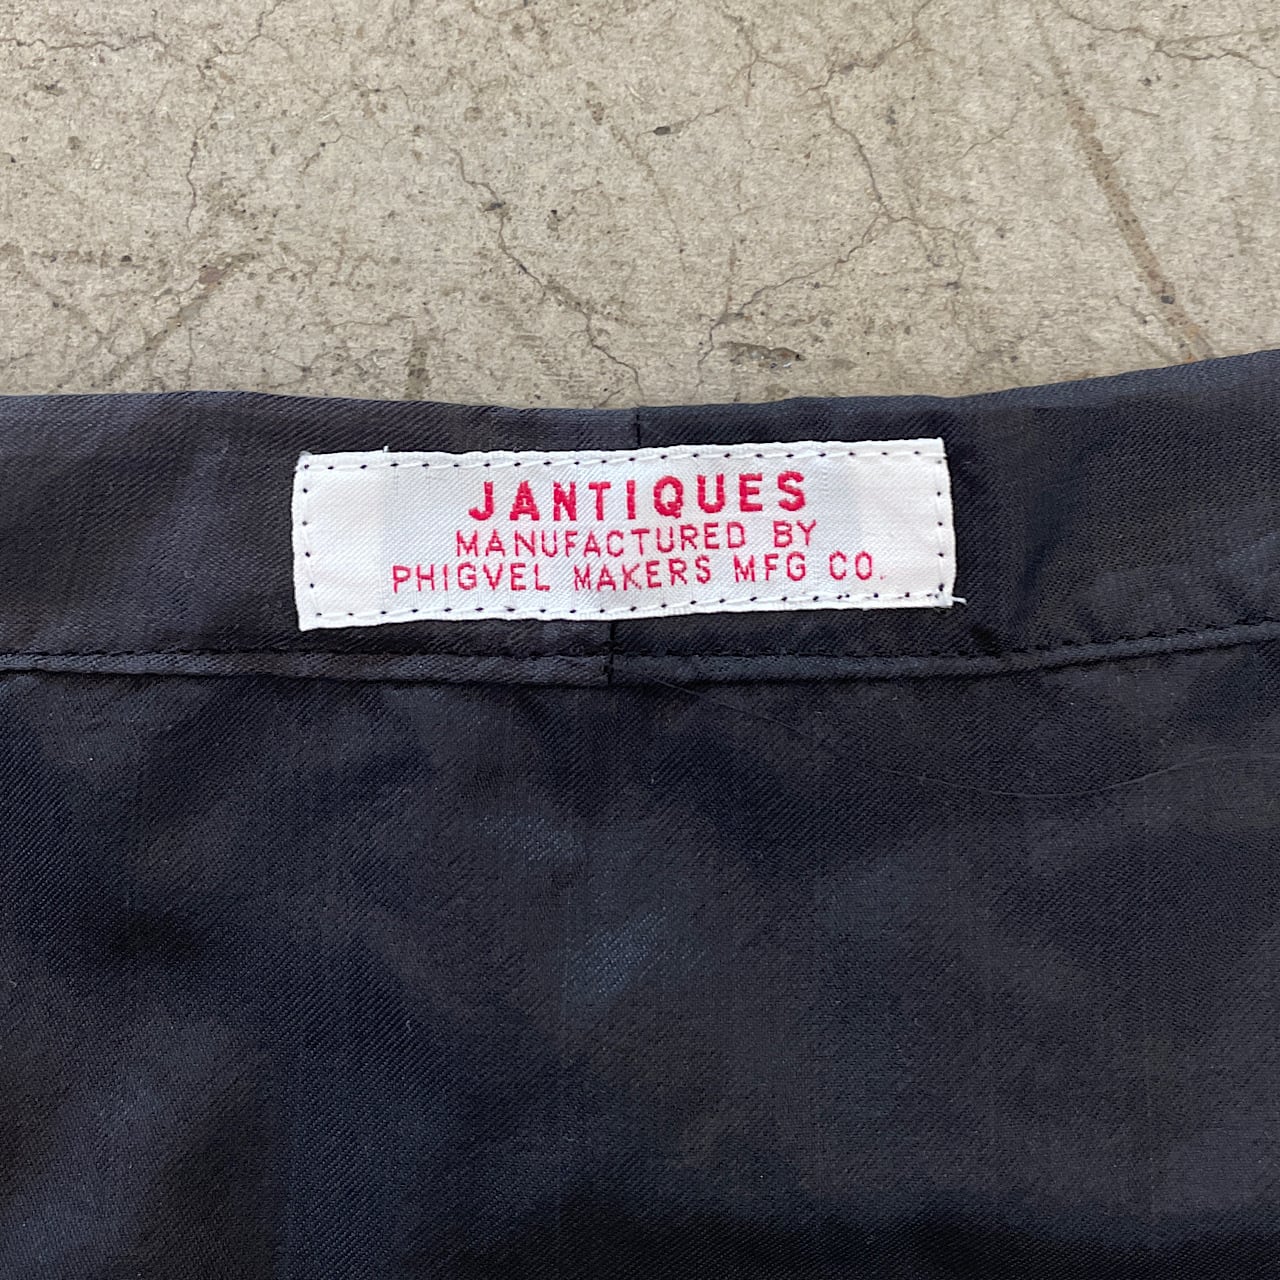 JANTIQUES
MANUFACTURED BY
PHIGVEL MAKERS MFG CO.